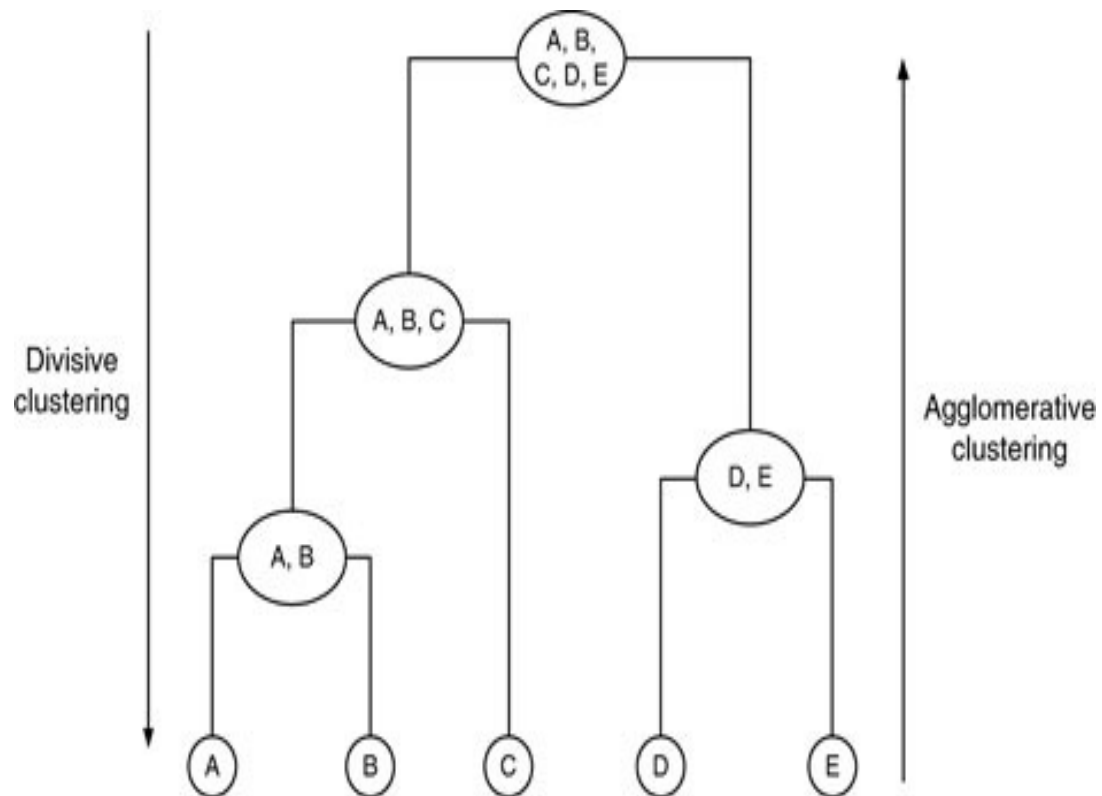 A, B,
C, D, E
A, B, C
Divisive
clustering
Agglomerative
clustering
D, E
A, B
A
B
C
D
E